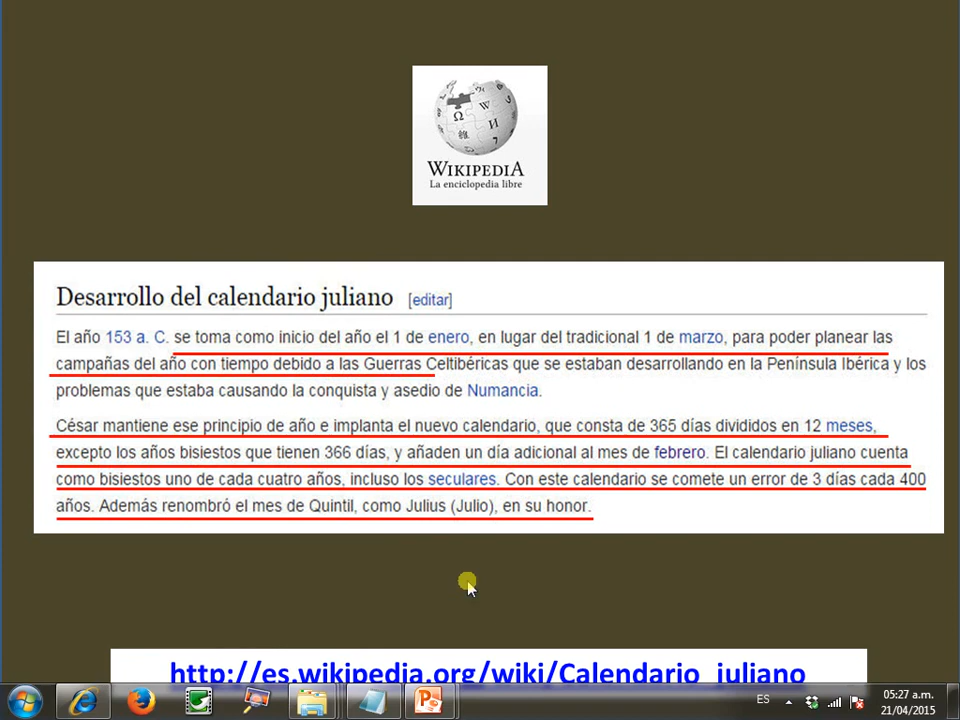 WIKIPEDIA
La enciclopedia libre
Desarrollo del calendario juliano [editar]
El año 153 a. C. se toma como inicio del año el 1 de enero, en lugar del tradicional 1 de marzo, para poder planear las
campañas del año con tiempo debido a las Guerras Celtibéricas que se estaban desarrollando en la Península Ibérica y los
problemas que estaba causando la conquista y asedio de Numancia.
César mantiene ese principio de año e implanta el nuevo calendario, que consta de 365 días divididos en 12 meses,
excepto los años bisiestos que tienen 366 días, y añaden un día adicional al mes de febrero. El calendario juliano cuenta
como bisiestos uno de cada cuatro años, incluso los seculares. Con este calendario se comete un error de 3 días cada 400
años. Además renombró el mes de Quintil, como Julius (Julio), en su honor.
http://es.wikipedia.org/wiki/Calendario_juliano
ES
05:27 a.m.
21/04/2015